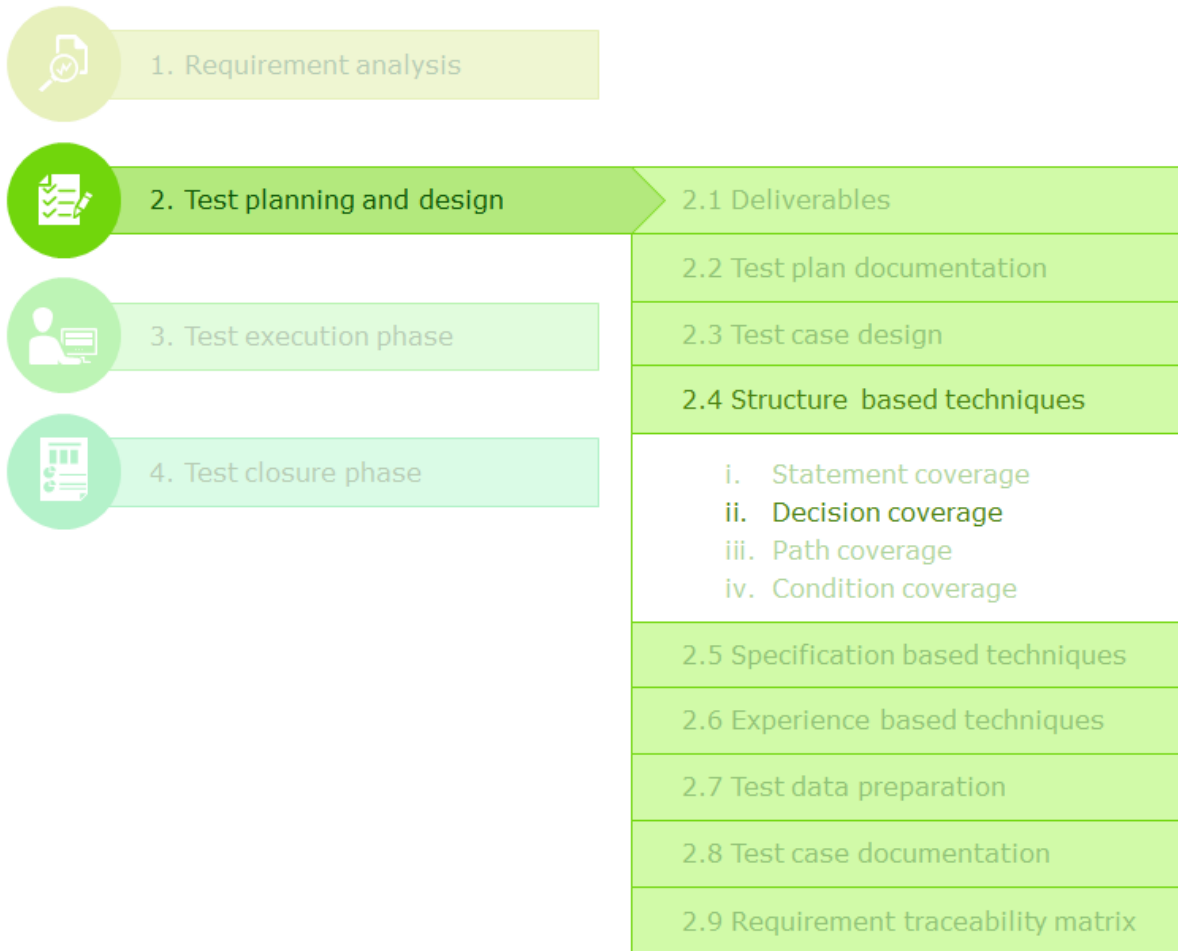 1. Requirement analysis
2. Test planning and design
2.1 Deliverables
2.2 Test plan documentation
3. Test execution phase
2.3 Test case design
2.4 Structure based techniques
4. Test closure phase
i. Statement coverage
ii. Decision coverage
iii. Path coverage
iv. Condition coverage
2.5 Specification based techniques
2.6 Experience based techniques
2.7 Test data preparation
2.8 Test case documentation
2.9 Requirement traceability matrix